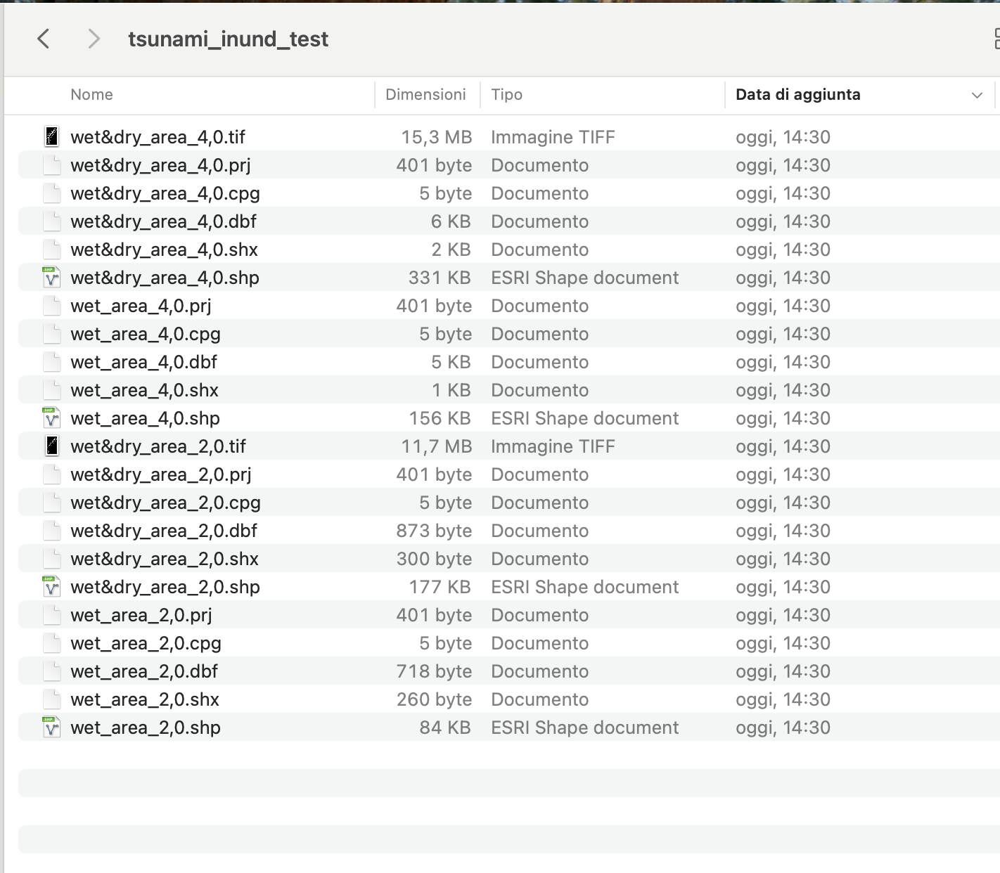 tsunami_inund_test
Nome Dimensioni Tipo Data di aggiunta
wet&dry_area_4,0.tif 15,3 MB Immagine TIFF oggi, 14:30
wet&dry_area_4,0.prj 401 byte Documento oggi, 14:30
wet&dry_area_4,0.cpg 5 byte Documento oggi, 14:30
wet&dry_area_4,0.dbf 6 KB Documento oggi, 14:30
wet&dry_area_4,0.shx 2 KB Documento oggi, 14:30
SHP wet&dry_area_4,0.shp 331 KB ESRI Shape document oggi, 14:30
wet_area_4,0.prj 401 byte Documento oggi, 14:30
wet_area_4,0.cpg 5 byte Documento oggi, 14:30
wet_area_4,0.dbf 5 KB Documento oggi, 14:30
wet_area_4,0.shx 1 KB Documento oggi, 14:30
SHP wet_area_4,0.shp 156 KB ESRI Shape document oggi, 14:30
wet&dry_area_2,0.tif 11,7 MB Immagine TIFF oggi, 14:30
wet&dry_area_2,0.prj 401 byte Documento oggi, 14:30
wet&dry_area_2,0.cpg 5 byte Documento oggi, 14:30
wet&dry_area_2,0.dbf 873 byte Documento oggi, 14:30
wet&dry_area_2,0.shx 300 byte Documento oggi, 14:30
SHP wet&dry_area_2,0.shp 177 KB ESRI Shape document oggi, 14:30
wet_area_2,0.prj 401 byte Documento oggi, 14:30
wet_area_2,0.cpg 5 byte Documento oggi, 14:30
wet_area_2,0.dbf 718 byte Documento oggi, 14:30
wet_area_2,0.shx 260 byte Documento oggi, 14:30
SHP wet_area_2,0.shp 84 KB ESRI Shape document oggi, 14:30